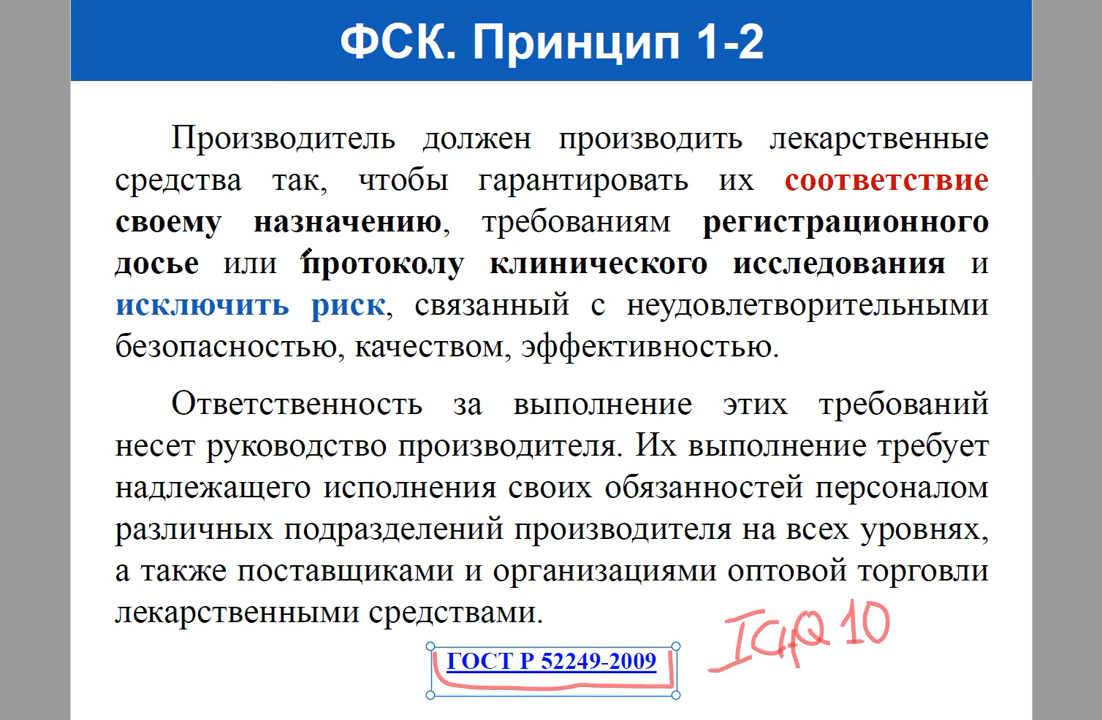 ФСК. Принцип 1-2
Производитель должен производить лекарственные
средства так, чтобы гарантировать их соответствие
своему назначению, требованиям регистрационного
досье или протоколу клинического исследования и
исключить риск, связанный с неудовлетворительными
безопасностью, качеством, эффективностью.
Ответственность за выполнение этих требований
несет руководство производителя. Их выполнение требует
надлежащего исполнения своих обязанностей персоналом
различных подразделений производителя на всех уровнях,
а также поставщиками и организациями оптовой торговли
лекарственными средствами.
ICHQ 10
ГОСТ Р 52249-2009